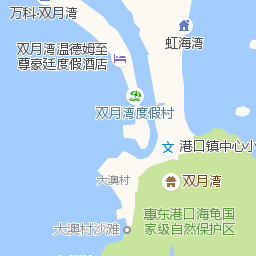 万科·双月湾
虹海湾
双月湾温德姆至
尊豪廷度假酒店
双月湾度假村
港口镇中心小
大澳村
双月湾
惠东港口海龟国
家级自然保护区
大澳村沙滩